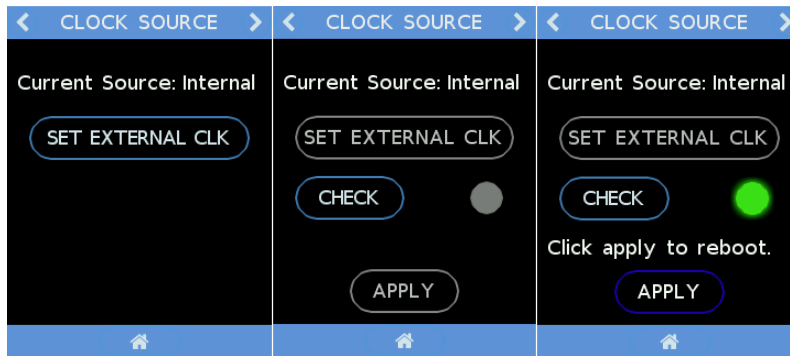 CLOCK SOURCE
Current Source: Internal
SET EXTERNAL CLK
CLOCK SOURCE
Current Source: Internal
SET EXTERNAL CLK
CHECK
APPLY
CLOCK SOURCE
Current Source: Internal
SET EXTERNAL CLK
CHECK
Click apply to reboot.
APPLY